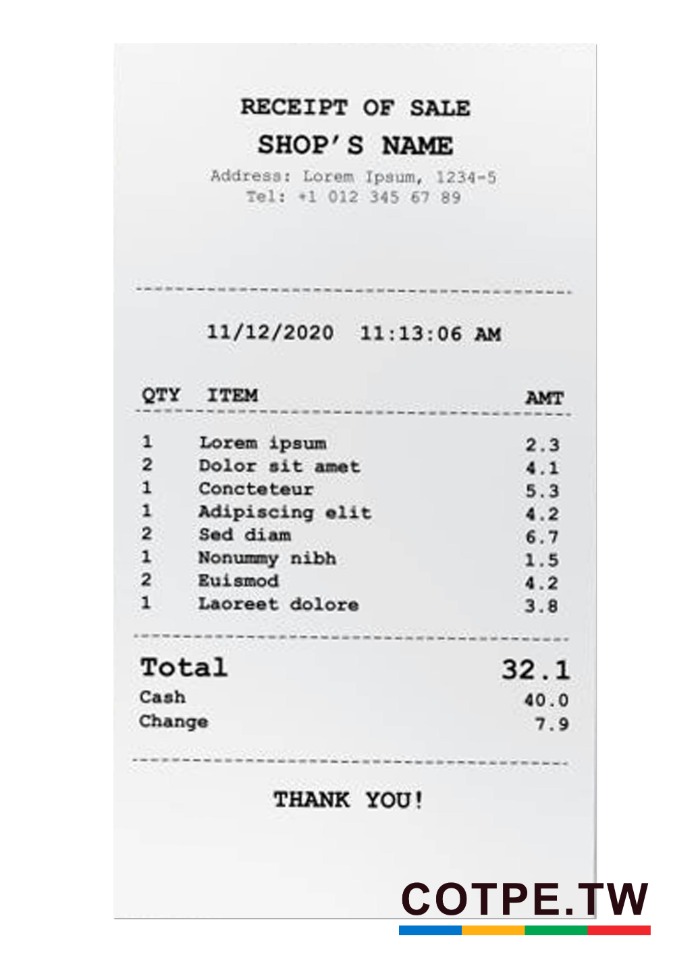 RECEIPT OF SALE
SHOP'S NAME
Address: Lorem Ipsum, 1234-5
Tel: +1 012 345 67 89
11/12/2020 11:13:06 AM
QTY ITEM AMT
1 Lorem ipsum 2.3
2 Dolor sit amet 4.1
1 Concteteur 5.3
1 Adipiscing elit 4.2
2 Sed diam 6.7
1 Nonummy nibh 1.5
2 Euismod 4.2
1 Laoreet dolore 3.8
Total 32.1
Cash 40.0
Change 7.9
THANK YOU!
COTPE.TW